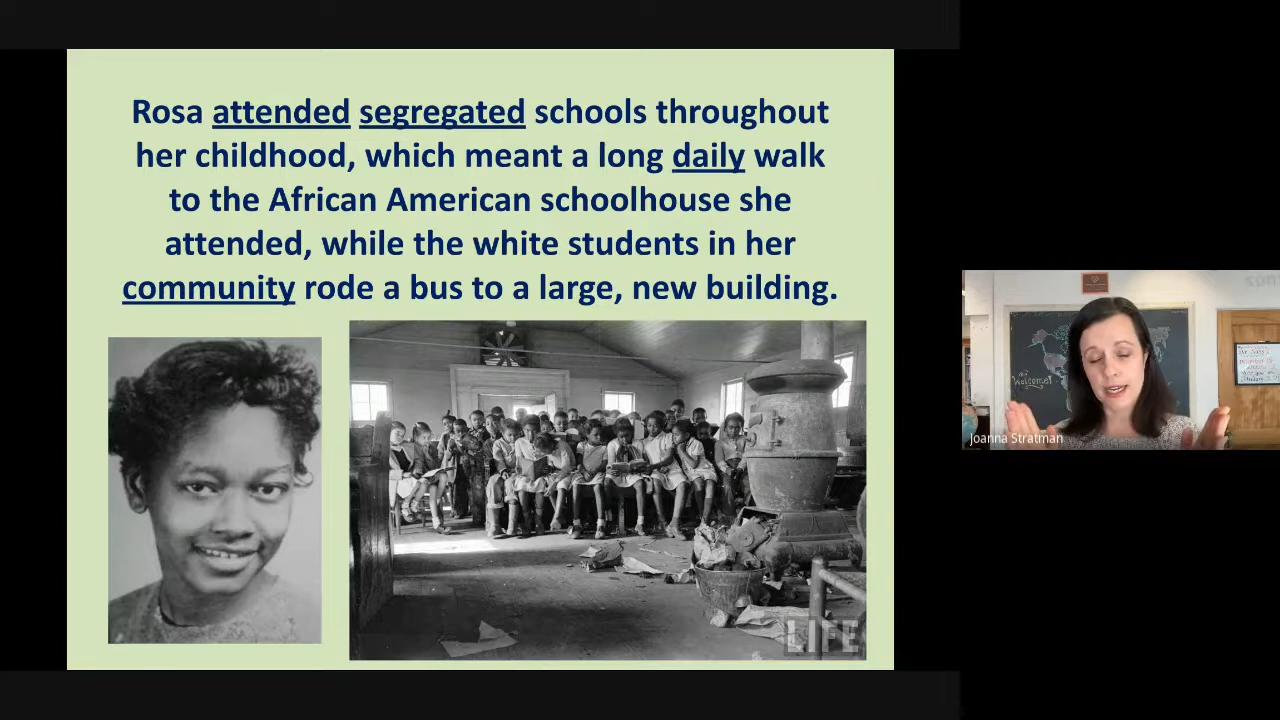 Rosa attended segregated schools throughout
her childhood, which meant a long daily walk
to the African American schoolhouse she
attended, while the white students in her
community rode a bus to a large, new building.
LIFE
Welcome!
Joanna Stratman